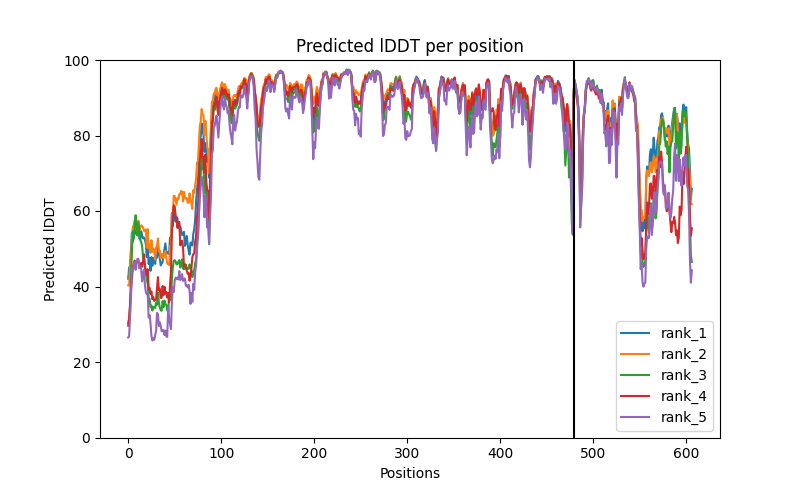 Predicted lDDT per position
100
80
60
40
20
0
Predicted lDDT
0 100 200 300 400 500 600
Positions
rank_1
rank_2
rank_3
rank_4
rank_5